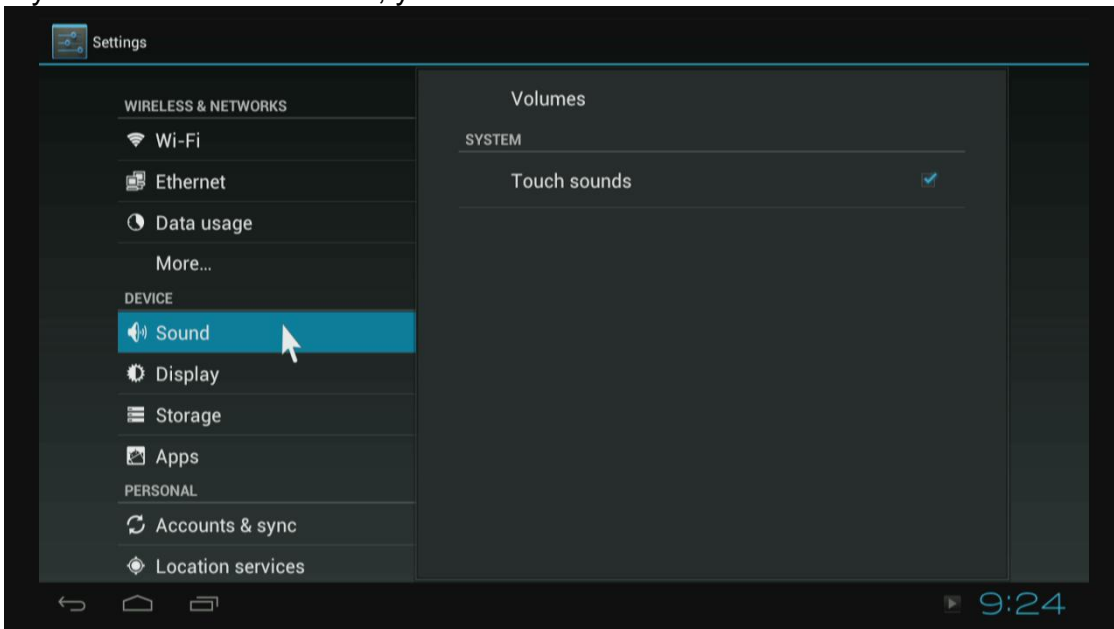 Settings
WIRELESS & NETWORKS
Wi-Fi
Ethernet
Data usage
More...
DEVICE
Sound
Display
Storage
Apps
PERSONAL
Accounts & sync
Location services
Volumes
SYSTEM
Touch sounds
9:24